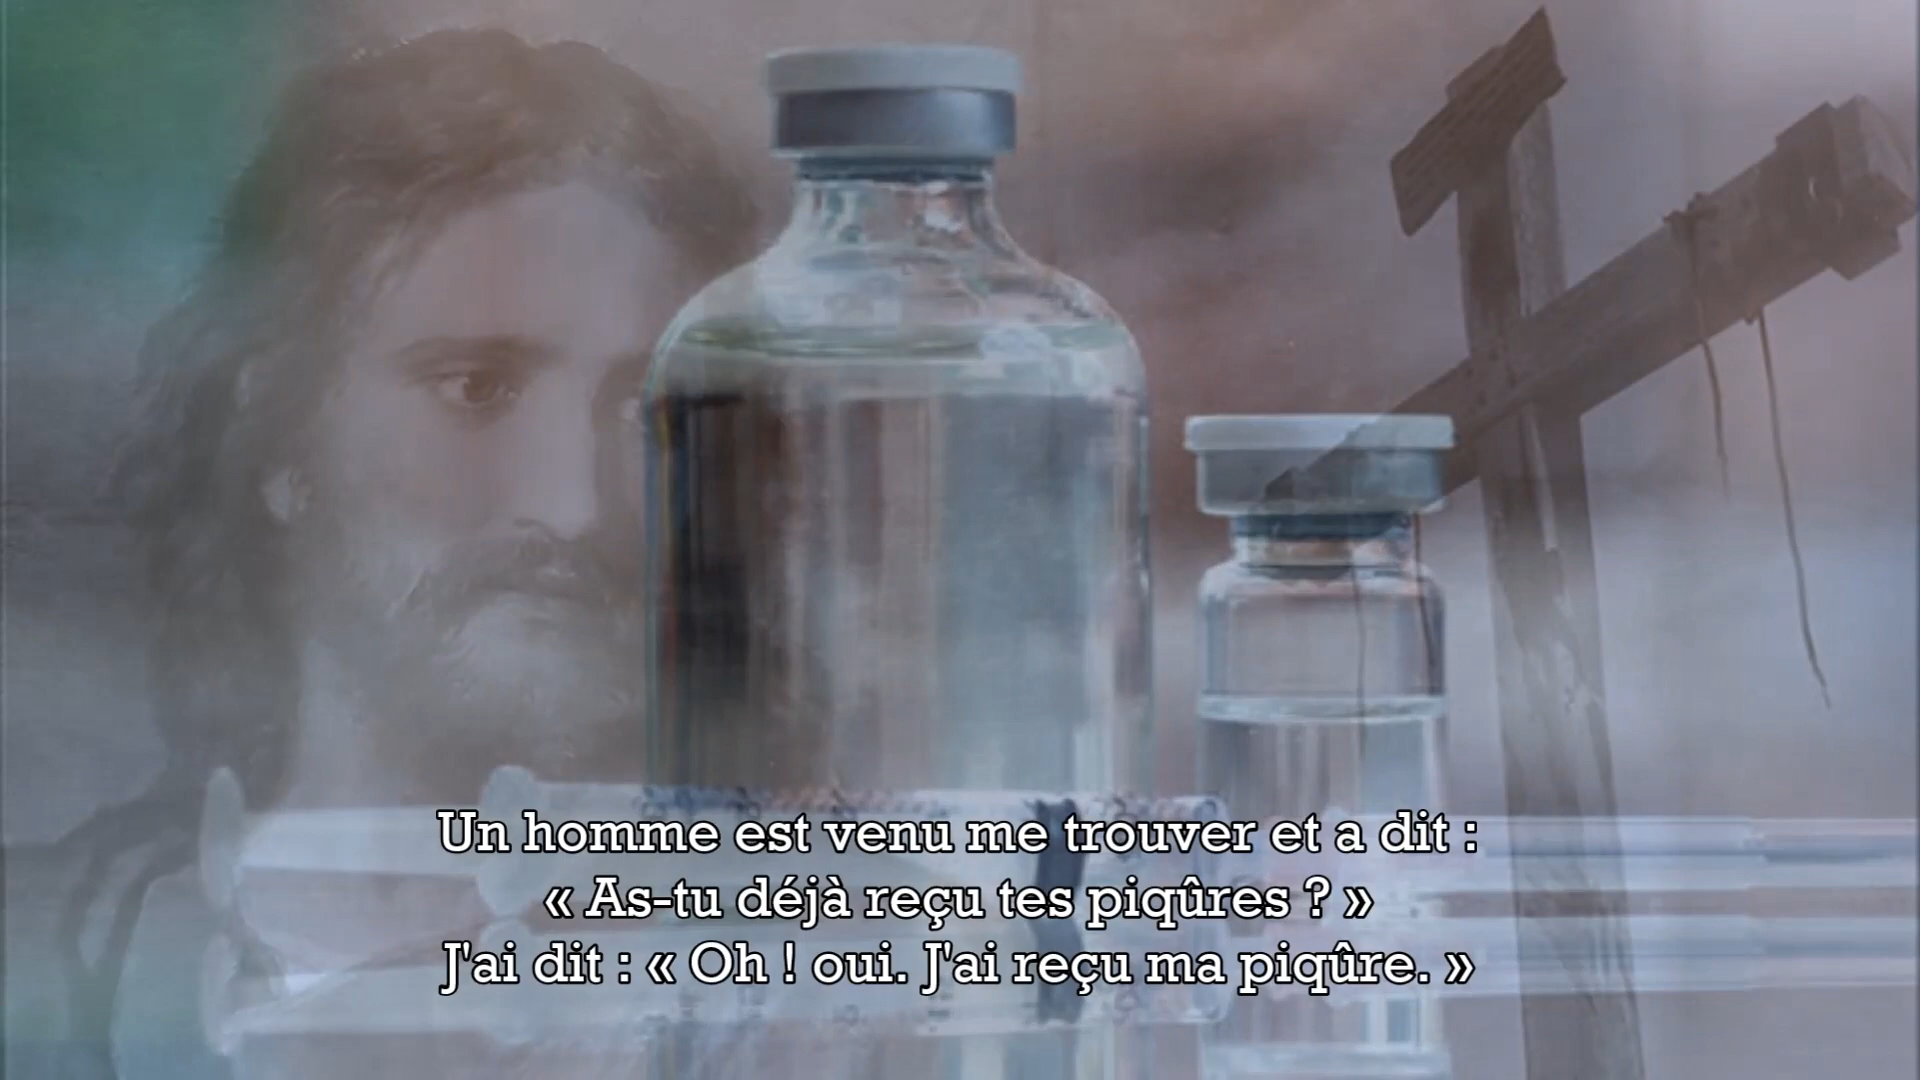 Un homme est venu me trouver et a dit :
« As-tu déjà reçu tes piqûres ? »
J'ai dit : « Oh ! oui. J'ai reçu ma piqûre. »